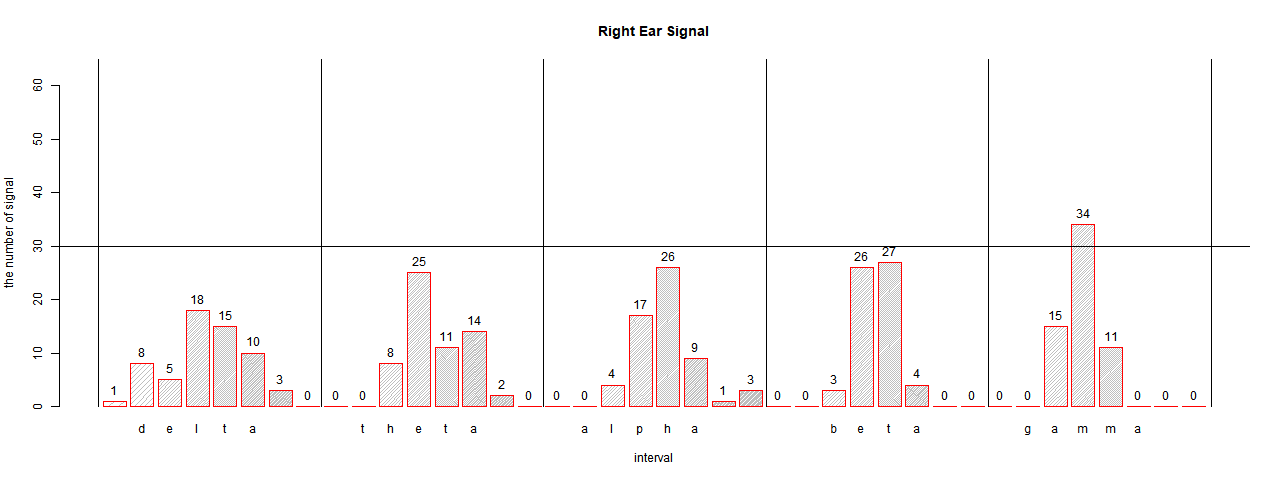 Right Ear Signal
the number of signal
60
50
40
30
20
10
0
1 8 5 18 15 10 3 0 0 0 8 25 11 14 2 0 0 0 4 17 26 9 1 3 0 0 3 26 27 4 0 0 0 0 15 34 11 0 0 0
d e l t a t h e t a a l p h a b e t a g a m m a
interval